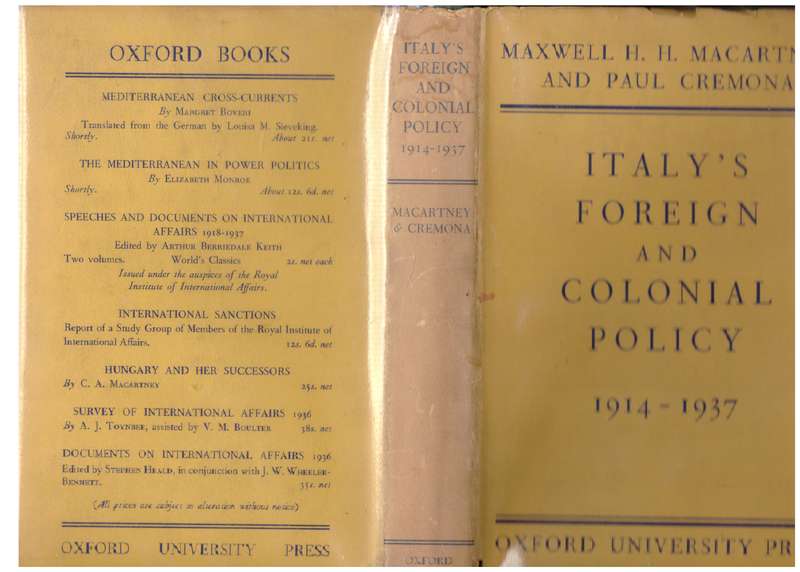 OXFORD BOOKS
MEDITERRANEAN CROSS-CURRENTS
By MARGRET BOVERI
Translated from the German by Louisa M. Sieveking.
Shortly. About 21s. net
THE MEDITERRANEAN IN POWER POLITICS
By ELIZABETH MONROE
Shortly. About 12s. 6d. net
SPEECHES AND DOCUMENTS ON INTERNATIONAL
AFFAIRS 1918-1937
Edited by ARTHUR BERRIEDALE KEITH
Two volumes. World's Classics 2s. net each
Issued under the auspices of the Royal
Institute of International Affairs.
INTERNATIONAL SANCTIONS
Report of a Study Group of Members of the Royal Institute of
International Affairs. 12s. 6d. net
HUNGARY AND HER SUCCESSORS
By C. A. MACARTNEY 25s. net
SURVEY OF INTERNATIONAL AFFAIRS 1936
By A. J. TOYNBEE, assisted by V. M. BOULTER 38s. net
DOCUMENTS ON INTERNATIONAL AFFAIRS 1936
Edited by STEPHEN HEALD, in conjunction with J. W. WHEELER-
BENNETT. 35s. net
(All prices are subject to alteration without notice)
OXFORD UNIVERSITY PRESS
ITALY'S
FOREIGN
AND
COLONIAL
POLICY
1914-1937
MACARTNEY
& CREMONA
OXFORD
MAXWELL H. H. MACARTN
AND PAUL CREMONA
ITALY'S
FOREIGN
AND
COLONIAL
POLICY
1914-1937
OXFORD UNIVERSITY PR